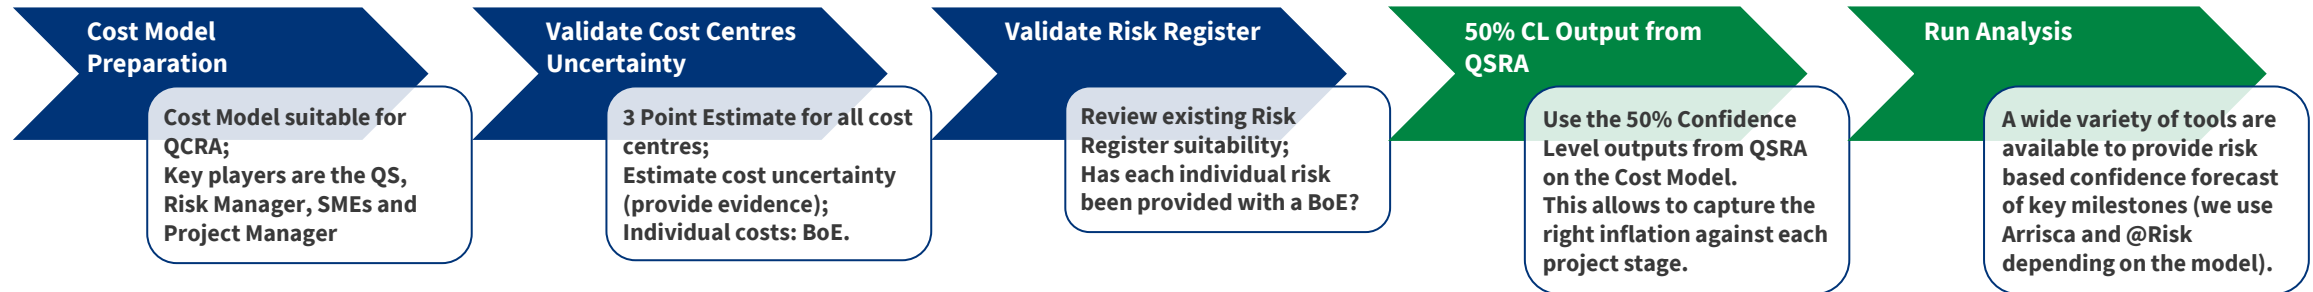 Cost Model
Preparation
Cost Model suitable for
QCRA;
Key players are the QS,
Risk Manager, SMEs and
Project Manager
Validate Cost Centres
Uncertainty
3 Point Estimate for all cost
centres;
Estimate cost uncertainty
(provide evidence);
Individual costs: BoE.
Validate Risk Register
Review existing Risk
Register suitability;
Has each individual risk
been provided with a BoE?
50% CL Output from
QSRA
Use the 50% Confidence
Level outputs from QSRA
on the Cost Model.
This allows to capture the
right inflation against each
project stage.
Run Analysis
A wide variety of tools are
available to provide risk
based confidence forecast
of key milestones (we use
Arrisca and @Risk
depending on the model).